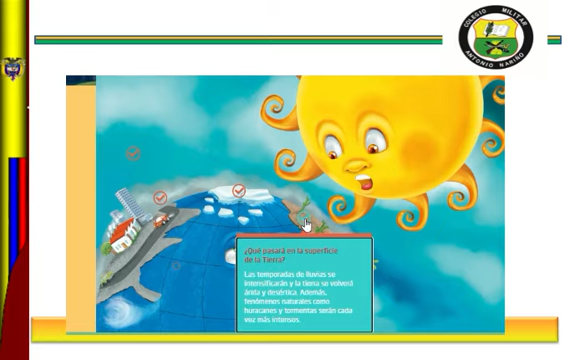 COLEGIO MILITAR
ANTONIO NARIÑO
¿Qué pasará en la superficie
de la Tierra?
Las temporadas de lluvias se
intensificarán y la tierra se volverá
árida y desértica. Además,
fenómenos naturales como
huracanes y tormentas serán cada
vez más intensos.